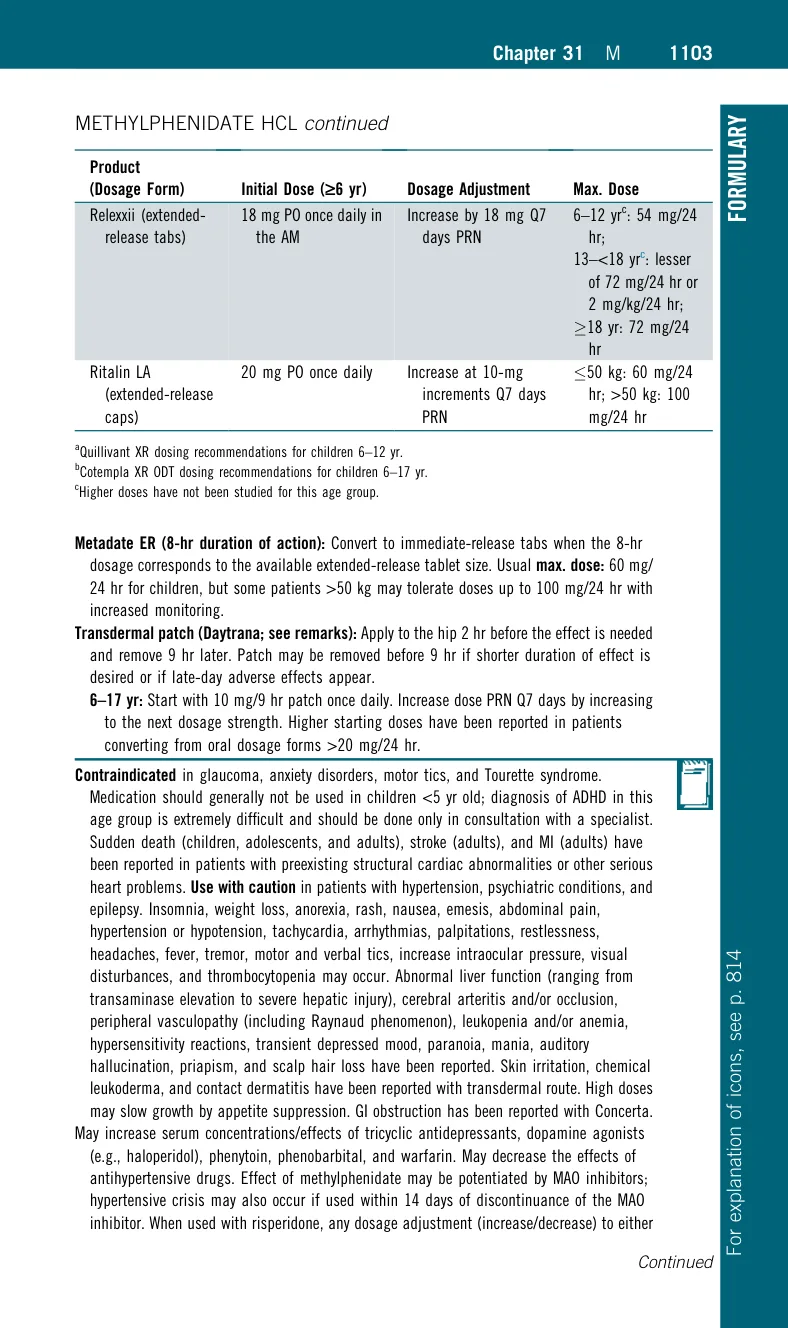 Chapter 31 M 1103
FORMULARY
METHYLPHENIDATE HCL continued
Product
(Dosage Form) Initial Dose (≥6 yr) Dosage Adjustment Max. Dose
Relexxii (extended- 18 mg PO once daily in Increase by 18 mg Q7 6–12 yrᶜ: 54 mg/24
release tabs) the AM days PRN hr;
13–<18 yrᶜ: lesser
of 72 mg/24 hr or
2 mg/kg/24 hr;
≥18 yr: 72 mg/24
hr
Ritalin LA 20 mg PO once daily Increase at 10-mg ≤50 kg: 60 mg/24
(extended-release increments Q7 days hr; >50 kg: 100
caps) PRN mg/24 hr
ᵃQuillivant XR dosing recommendations for children 6–12 yr.
ᵇCotempla XR ODT dosing recommendations for children 6–17 yr.
ᶜHigher doses have not been studied for this age group.
Metadate ER (8-hr duration of action): Convert to immediate-release tabs when the 8-hr
dosage corresponds to the available extended-release tablet size. Usual max. dose: 60 mg/
24 hr for children, but some patients >50 kg may tolerate doses up to 100 mg/24 hr with
increased monitoring.
Transdermal patch (Daytrana; see remarks): Apply to the hip 2 hr before the effect is needed
and remove 9 hr later. Patch may be removed before 9 hr if shorter duration of effect is
desired or if late-day adverse effects appear.
6–17 yr: Start with 10 mg/9 hr patch once daily. Increase dose PRN Q7 days by increasing
to the next dosage strength. Higher starting doses have been reported in patients
converting from oral dosage forms >20 mg/24 hr.
Contraindicated in glaucoma, anxiety disorders, motor tics, and Tourette syndrome.
Medication should generally not be used in children <5 yr old; diagnosis of ADHD in this
age group is extremely difficult and should be done only in consultation with a specialist.
Sudden death (children, adolescents, and adults), stroke (adults), and MI (adults) have
been reported in patients with preexisting structural cardiac abnormalities or other serious
heart problems. Use with caution in patients with hypertension, psychiatric conditions, and
epilepsy. Insomnia, weight loss, anorexia, rash, nausea, emesis, abdominal pain,
hypertension or hypotension, tachycardia, arrhythmias, palpitations, restlessness,
headaches, fever, tremor, motor and verbal tics, increase intraocular pressure, visual
disturbances, and thrombocytopenia may occur. Abnormal liver function (ranging from
transaminase elevation to severe hepatic injury), cerebral arteritis and/or occlusion,
peripheral vasculopathy (including Raynaud phenomenon), leukopenia and/or anemia,
hypersensitivity reactions, transient depressed mood, paranoia, mania, auditory
hallucination, priapism, and scalp hair loss have been reported. Skin irritation, chemical
leukoderma, and contact dermatitis have been reported with transdermal route. High doses
may slow growth by appetite suppression. GI obstruction has been reported with Concerta.
May increase serum concentrations/effects of tricyclic antidepressants, dopamine agonists
(e.g., haloperidol), phenytoin, phenobarbital, and warfarin. May decrease the effects of
antihypertensive drugs. Effect of methylphenidate may be potentiated by MAO inhibitors;
hypertensive crisis may also occur if used within 14 days of discontinuance of the MAO
inhibitor. When used with risperidone, any dosage adjustment (increase/decrease) to either
Continued
For explanation of icons, see p. 814